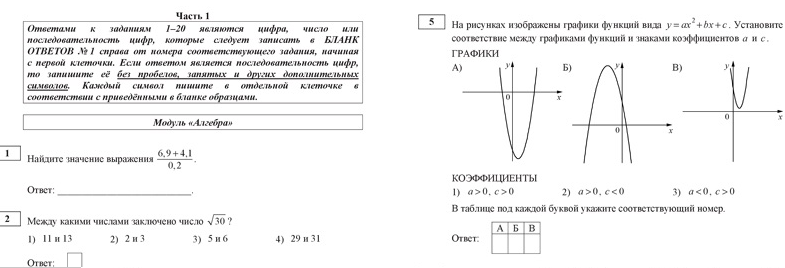 Часть 1
Ответами к заданиям 1–20 являются цифра, число или
последовательность цифр, которые следует записать в БЛАНК
ОТВЕТОВ № 1 справа от номера соответствующего задания, начиная
с первой клеточки. Если ответом является последовательность цифр,
то запишите её без пробелов, запятых и других дополнительных
символов. Каждый символ пишите в отдельной клеточке в
соответствии с приведёнными в бланке образцами.
Модуль «Алгебра»
1
Найдите значение выражения (6,9 + 4,1)/0,2.
Ответ: ___________________________.
2
Между какими числами заключено число √30 ?
1) 11 и 13 2) 2 и 3 3) 5 и 6 4) 29 и 31
Ответ:
5
На рисунках изображены графики функций вида y = ax² + bx + c. Установите
соответствие между графиками функций и знаками коэффициентов a и c.
ГРАФИКИ
А) Б) В)
y y y
0 x 0 x 0 x
КОЭФФИЦИЕНТЫ
1) a > 0, c > 0 2) a > 0, c < 0 3) a < 0, c > 0
В таблице под каждой буквой укажите соответствующий номер.
А Б В
Ответ: